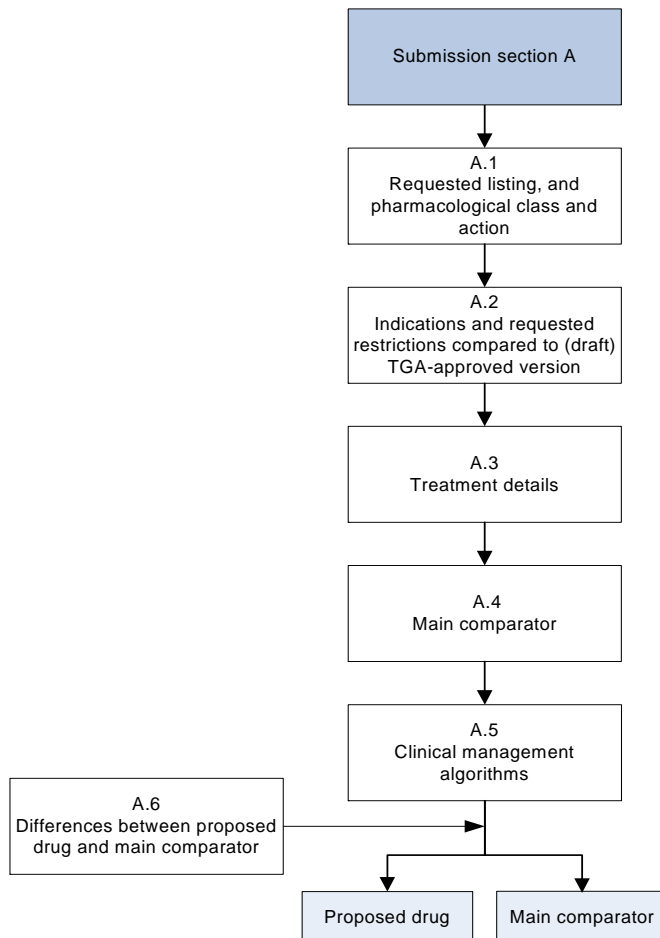 Submission section A
A.1
Requested listing, and
pharmacological class and
action
A.2
Indications and requested
restrictions compared to (draft)
TGA-approved version
A.3
Treatment details
A.4
Main comparator
A.5
Clinical management
algorithms
A.6
Differences between proposed
drug and main comparator
Proposed drug
Main comparator